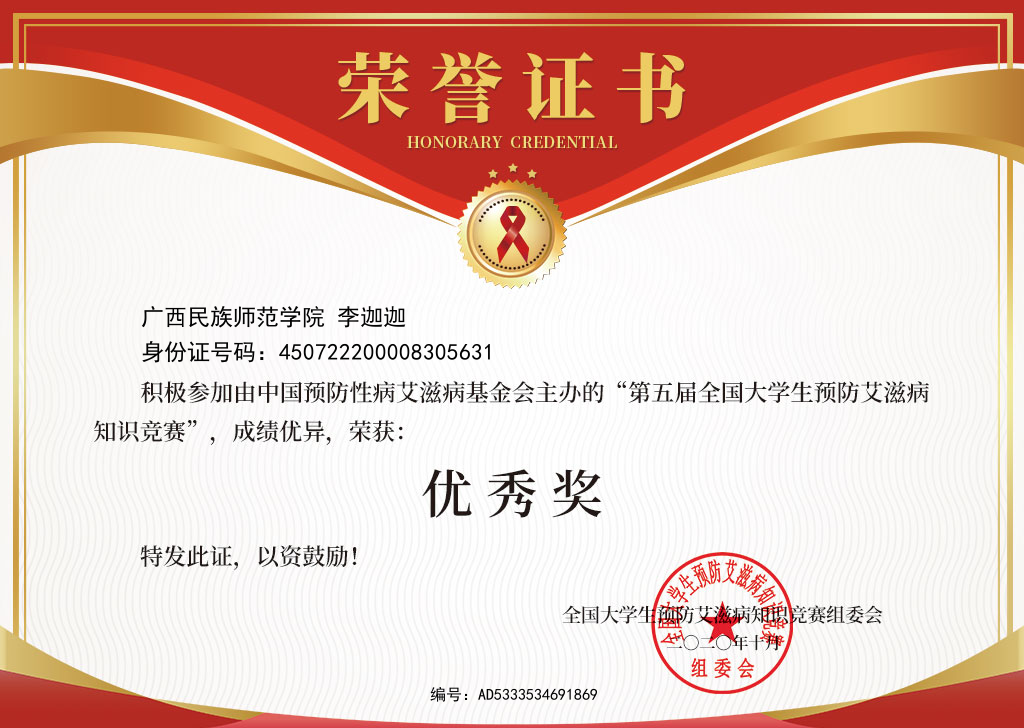 荣誉证书
HONORARY CREDENTIAL
广西民族师范学院 李迦迦
身份证号码：450722200008305631
积极参加由中国预防性病艾滋病基金会主办的“第五届全国大学生预防艾滋病
知识竞赛”，成绩优异，荣获：
优秀奖
特发此证，以资鼓励！
全国大学生预防艾滋病知识竞赛组委会
二〇二〇年十月
全国大学生预防艾滋病知识竞赛
组委会
编号：AD5333534691869